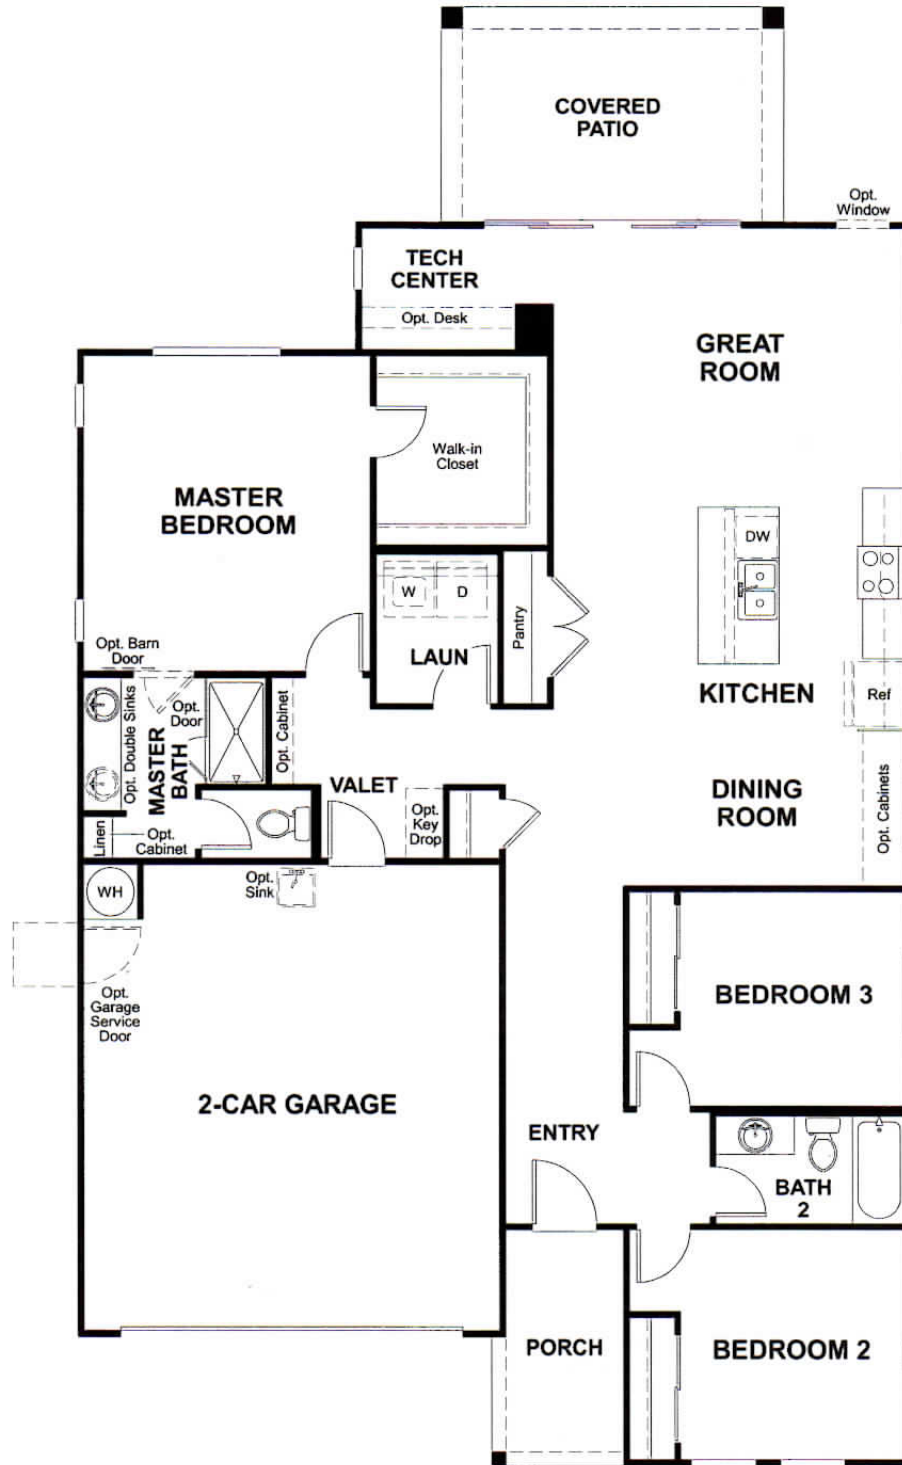 COVERED
PATIO
Opt.
Window
TECH
CENTER
Opt. Desk
GREAT
ROOM
Walk-in
Closet
MASTER
BEDROOM
DW
W
D
Pantry
Opt. Barn
Door
LAUN
KITCHEN
Ref
Opt. Double Sinks
MASTER
BATH
Opt.
Door
Opt. Cabinet
VALET
Opt.
Key
Drop
DINING
ROOM
Opt. Cabinets
Linen
Opt.
Cabinet
WH
Opt.
Sink
Opt.
Garage
Service
Door
BEDROOM 3
2-CAR GARAGE
ENTRY
BATH
2
PORCH
BEDROOM 2